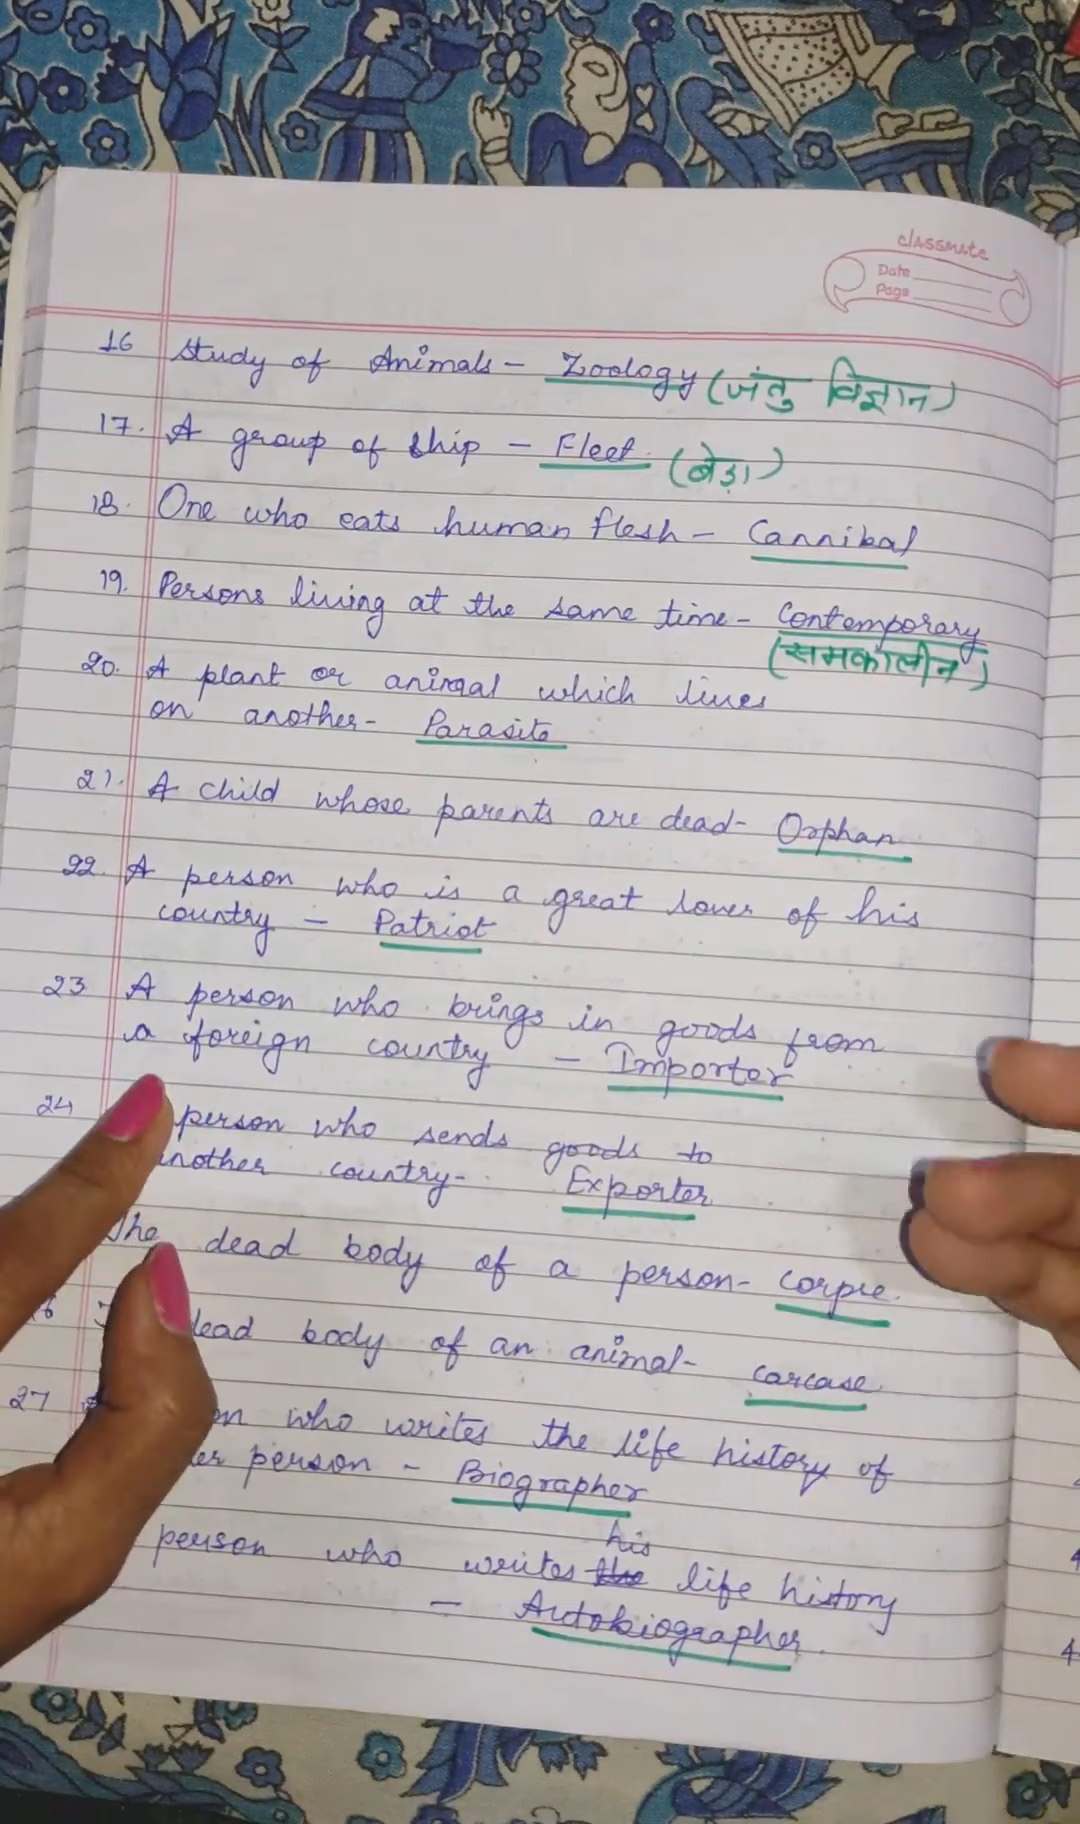 classmate
Date
Page
16 Study of Animals - Zoology (जंतु विज्ञान)
17. A group of ship - Fleet. (बेड़ा)
18. One who eats human flesh - Cannibal
19. Persons living at the same time - Contemporary
(समकालीन)
20. A plant or animal which lives
on another - Parasite
21. A child whose parents are dead - Orphan
22. A person who is a great lover of his
country - Patriot
23 A person who brings in goods from
a foreign country - Importer
24 person who sends goods to
another country - Exporter
The dead body of a person - corpse.
dead body of an animal - carcase
27 who writes the life history of
person - Biographer
his
person who writes the life history
- Autobiographer.